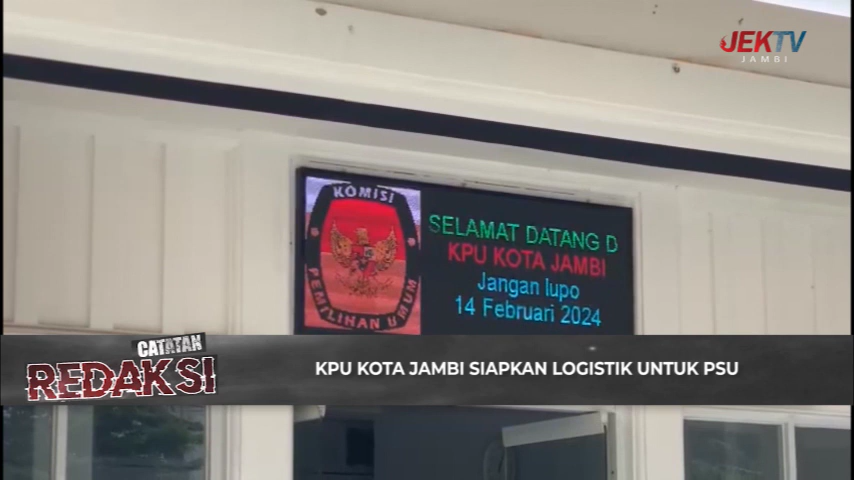 JEKTV
JAMBI
KOMISI
PEMILIHAN UMUM
SELAMAT DATANG D
KPU KOTA JAMBI
Jangan lupo
14 Februari 2024
CATATAN
REDAKSI
KPU KOTA JAMBI SIAPKAN LOGISTIK UNTUK PSU